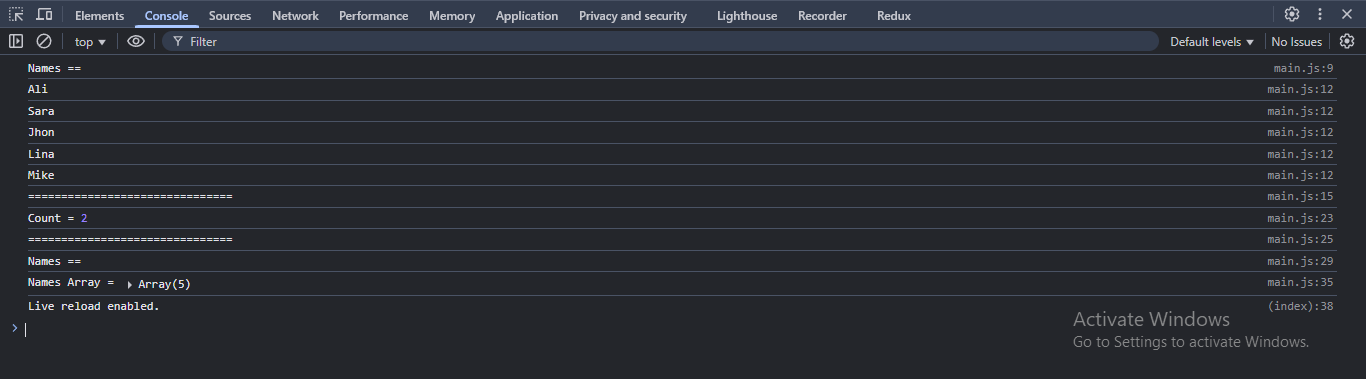 Elements Console Sources Network Performance Memory Application Privacy and security Lighthouse Recorder Redux
top Filter Default levels No Issues
Names == main.js:9
Ali main.js:12
Sara main.js:12
Jhon main.js:12
Lina main.js:12
Mike main.js:12
=============================== main.js:15
Count = 2 main.js:23
=============================== main.js:25
Names == main.js:29
Names Array = Array(5) main.js:35
Live reload enabled. (index):38
>
Activate Windows
Go to Settings to activate Windows.